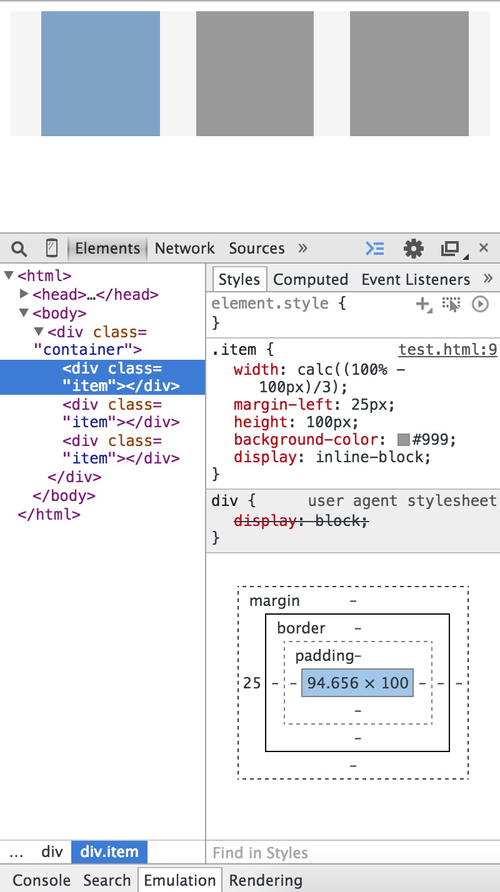 Elements Network Sources »
<html>
<head>…</head>
<body>
<div class=
"container">
<div class=
"item"></div>
<div class=
"item"></div>
<div class=
"item"></div>
</div>
</body>
</html>
… div div.item
Styles Computed Event Listeners »
element.style {
}
.item { test.html:9
width: calc((100% –
100px)/3);
margin-left: 25px;
height: 100px;
background-color: #999;
display: inline-block;
}
div { user agent stylesheet
display: block;
}
margin –
border –
padding–
25 – – 94.656 × 100 – – –
–
–
–
Find in Styles
Console Search Emulation Rendering